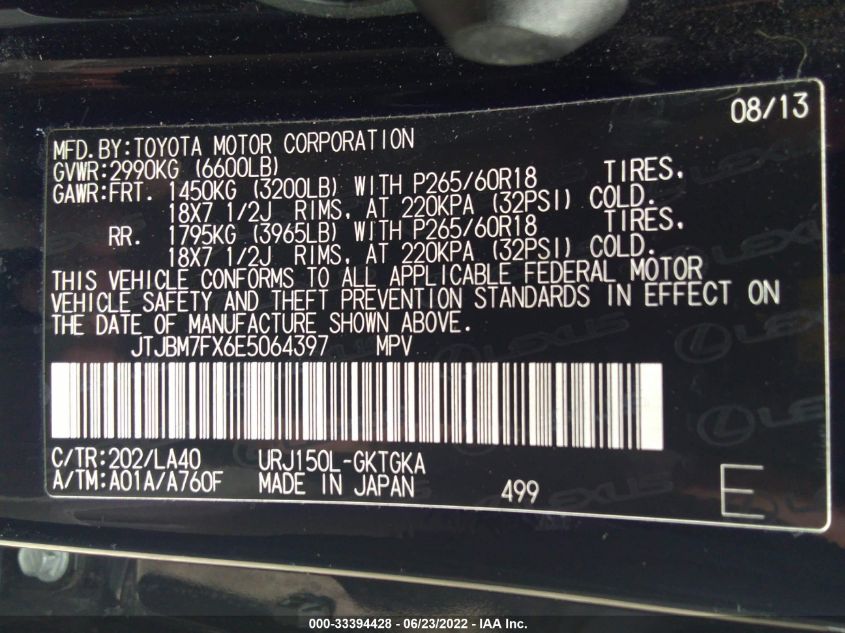 08/13
MFD.BY:TOYOTA MOTOR CORPORATION
GVWR:2990KG (6600LB)
GAWR:FRT. 1450KG (3200LB) WITH P265/60R18 TIRES,
18X7 1/2J RIMS, AT 220KPA (32PSI) COLD.
RR. 1795KG (3965LB) WITH P265/60R18 TIRES,
18X7 1/2J RIMS, AT 220KPA (32PSI) COLD.
THIS VEHICLE CONFORMS TO ALL APPLICABLE FEDERAL MOTOR
VEHICLE SAFETY AND THEFT PREVENTION STANDARDS IN EFFECT ON
THE DATE OF MANUFACTURE SHOWN ABOVE.
JTJBM7FX6E5064397 MPV
C/TR:202/LA40 URJ150L-GKTGKA
A/TM:A01A/A760F MADE IN JAPAN 499
E
LEXUS
000-33394428 - 06/23/2022 - IAA Inc.